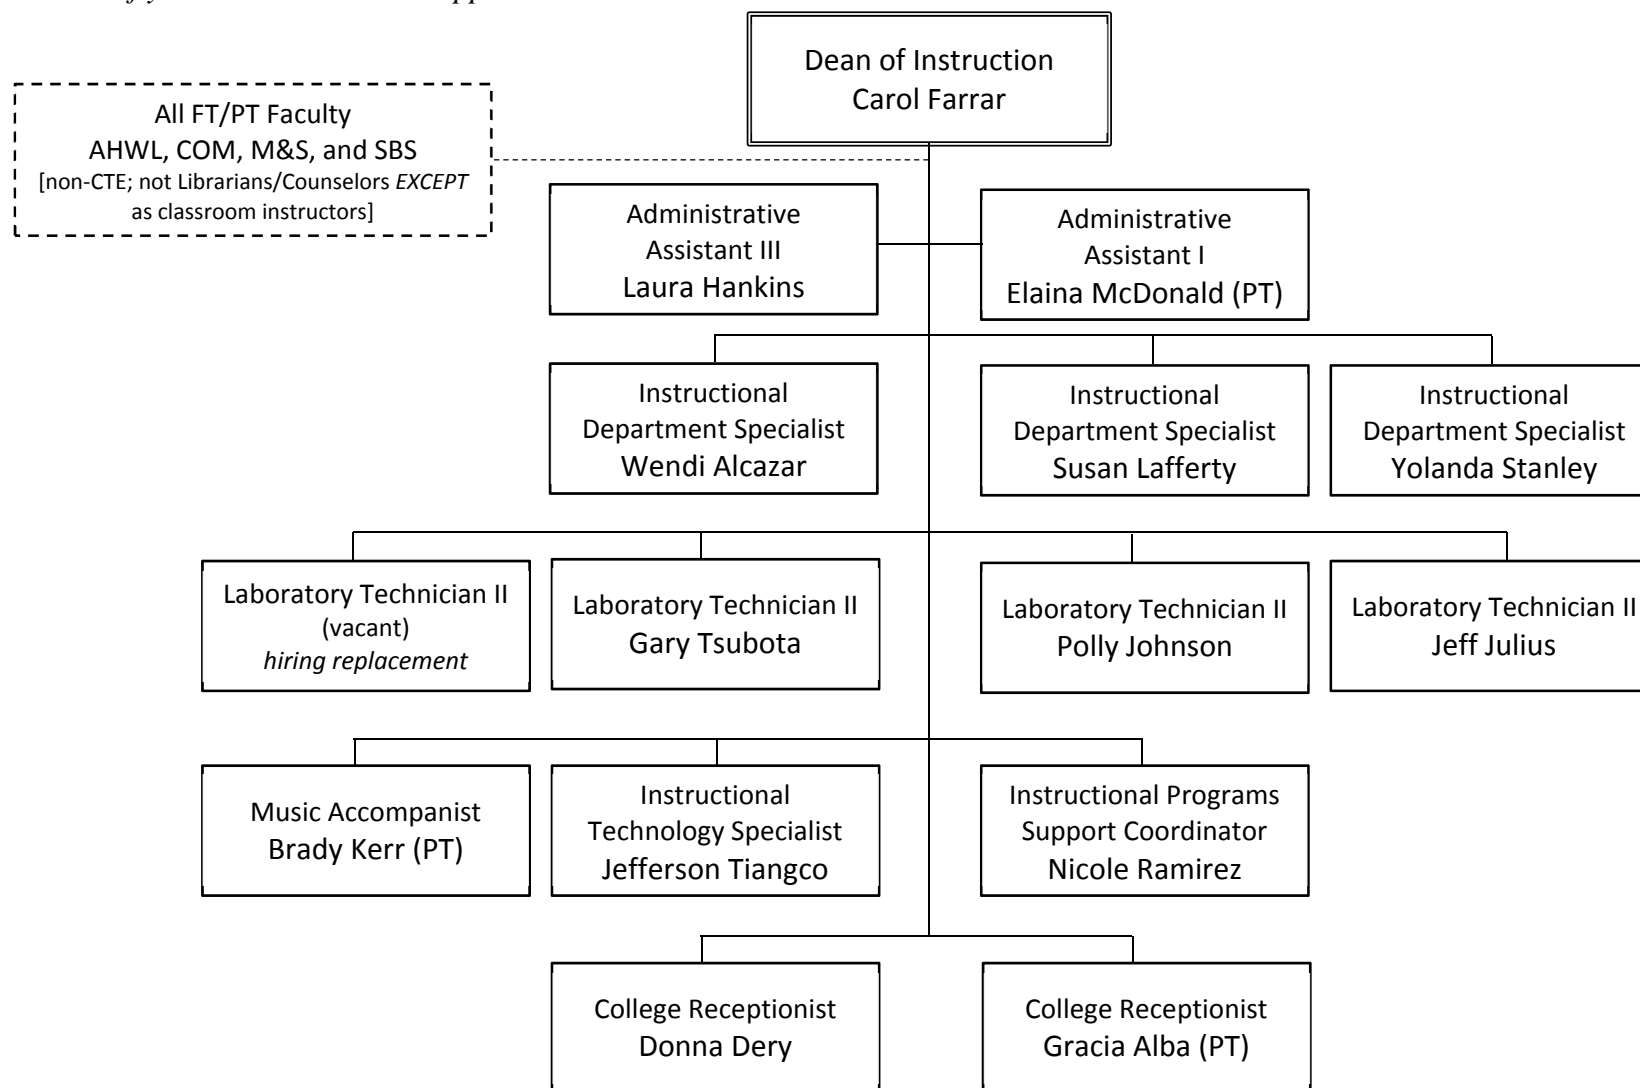 Dean of Instruction
Carol Farrar
All FT/PT Faculty
AHWL, COM, M&S, and SBS
[non-CTE; not Librarians/Counselors EXCEPT
as classroom instructors]
Administrative
Assistant III
Laura Hankins
Administrative
Assistant I
Elaina McDonald (PT)
Instructional
Department Specialist
Wendi Alcazar
Instructional
Department Specialist
Susan Lafferty
Instructional
Department Specialist
Yolanda Stanley
Laboratory Technician II
(vacant)
hiring replacement
Laboratory Technician II
Gary Tsubota
Laboratory Technician II
Polly Johnson
Laboratory Technician II
Jeff Julius
Music Accompanist
Brady Kerr (PT)
Instructional
Technology Specialist
Jefferson Tiangco
Instructional Programs
Support Coordinator
Nicole Ramirez
College Receptionist
Donna Dery
College Receptionist
Gracia Alba (PT)